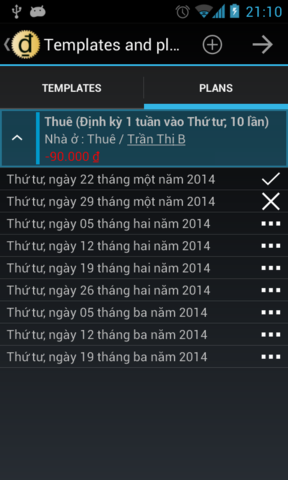 21:10
đ Templates and pl...
TEMPLATES
PLANS
Thuê (Định kỳ 1 tuần vào Thứ tư, 10 lần)
Nhà ở : Thuê / Trần Thi B
-90.000 ₫
Thứ tư, ngày 22 tháng một năm 2014
Thứ tư, ngày 29 tháng một năm 2014
Thứ tư, ngày 05 tháng hai năm 2014
Thứ tư, ngày 12 tháng hai năm 2014
Thứ tư, ngày 19 tháng hai năm 2014
Thứ tư, ngày 26 tháng hai năm 2014
Thứ tư, ngày 05 tháng ba năm 2014
Thứ tư, ngày 12 tháng ba năm 2014
Thứ tư, ngày 19 tháng ba năm 2014